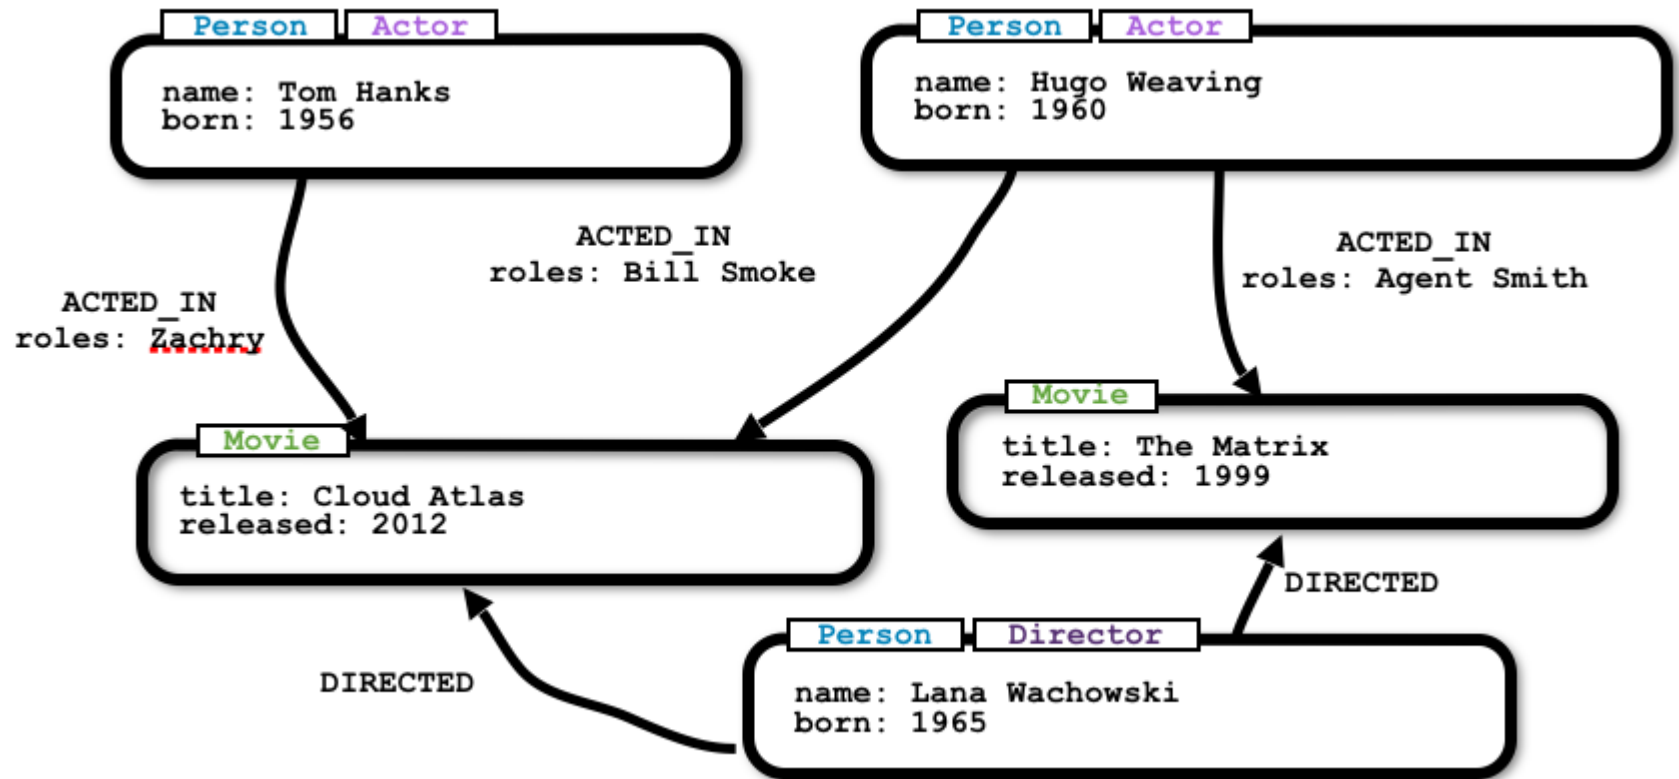 Person Actor
name: Tom Hanks
born: 1956
Person Actor
name: Hugo Weaving
born: 1960
ACTED_IN
roles: Zachry
ACTED_IN
roles: Bill Smoke
ACTED_IN
roles: Agent Smith
Movie
title: Cloud Atlas
released: 2012
Movie
title: The Matrix
released: 1999
DIRECTED
DIRECTED
Person Director
name: Lana Wachowski
born: 1965